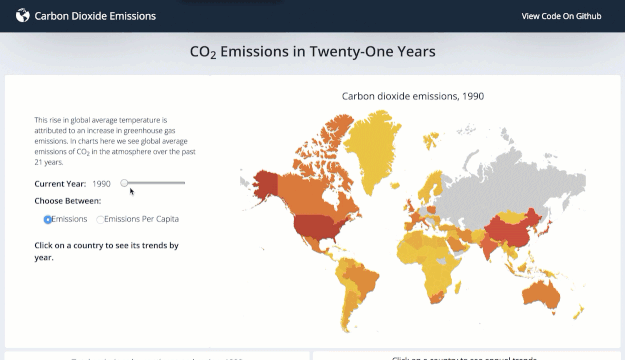 Carbon Dioxide Emissions
View Code On Github
CO₂ Emissions in Twenty-One Years
Carbon dioxide emissions, 1990
This rise in global average temperature is
attributed to an increase in greenhouse gas
emissions. In charts here we see global average
emissions of CO₂ in the atmosphere over the past
21 years.
Current Year: 1990
Choose Between:
Emissions Emissions Per Capita
Click on a country to see its trends by
year.
Click on a country to see annual trends